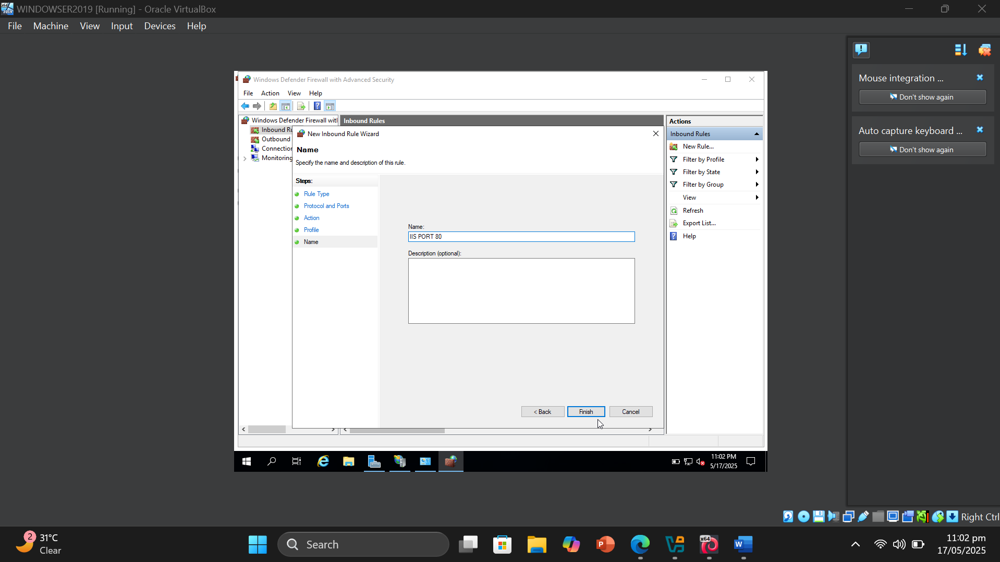 WINDOWSER2019 [Running] - Oracle VirtualBox
File Machine View Input Devices Help
Mouse integration ...
Don't show again
Auto capture keyboard ...
Don't show again
Windows Defender Firewall with Advanced Security
File Action View Help
Windows Defender Firewall with
Inbound Ru
Outbound
Connection
Monitoring
Inbound Rules
New Inbound Rule Wizard
Name
Specify the name and description of this rule.
Steps:
Rule Type
Protocol and Ports
Action
Profile
Name
Name:
IIS PORT 80
Description (optional):
< Back Finish Cancel
Actions
Inbound Rules
New Rule...
Filter by Profile
Filter by State
Filter by Group
View
Refresh
Export List...
Help
11:02 PM
5/17/2025
Right Ctrl
2
31°C
Clear
Search
11:02 pm
17/05/2025